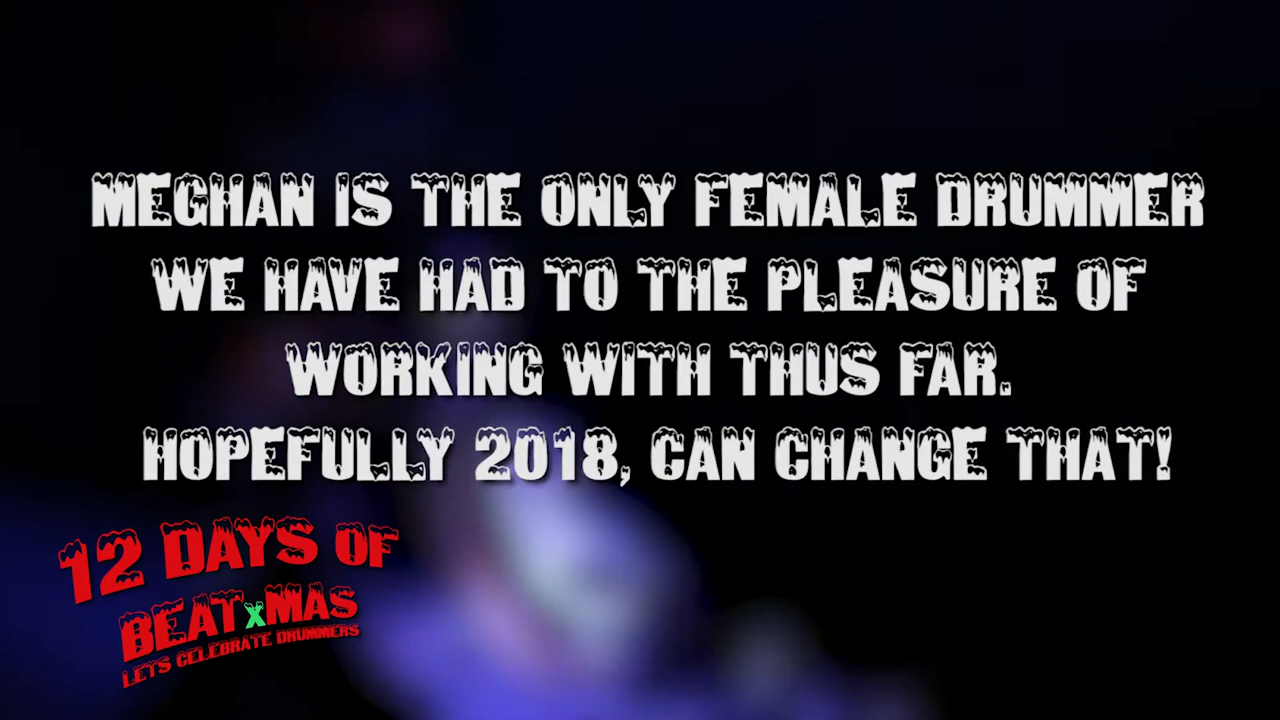 MEGHAN IS THE ONLY FEMALE DRUMMER
WE HAVE HAD TO THE PLEASURE OF
WORKING WITH THUS FAR.
HOPEFULLY 2018, CAN CHANGE THAT!
12 DAYS OF
BEATXMAS
LETS CELEBRATE DRUMMERS